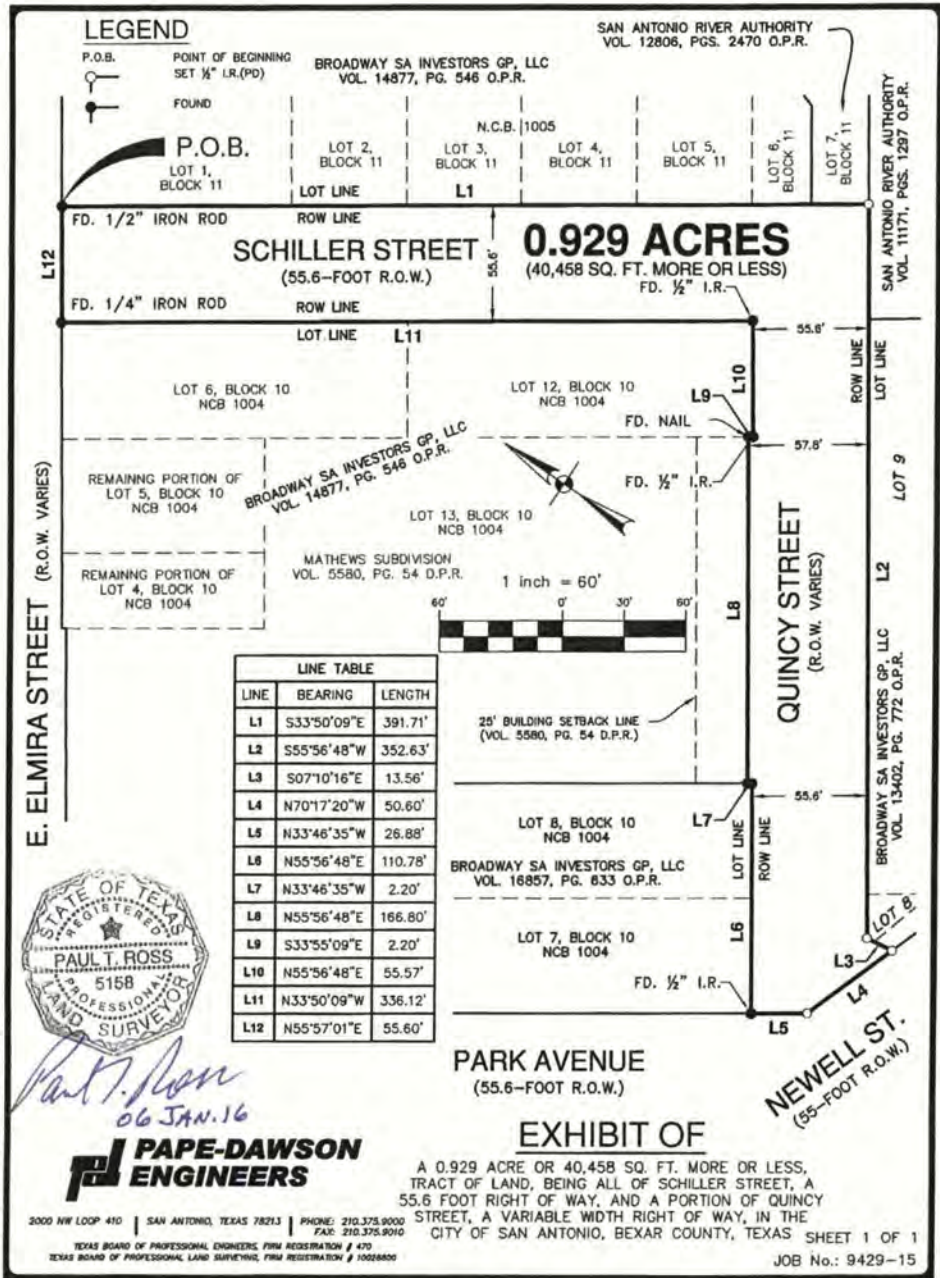 LEGEND
P.O.B. POINT OF BEGINNING
SET ½" I.R.(PD)
FOUND
BROADWAY SA INVESTORS GP, LLC
VOL. 14877, PG. 546 O.P.R.
SAN ANTONIO RIVER AUTHORITY
VOL. 12806, PGS. 2470 O.P.R.
N.C.B. 1005
P.O.B.
LOT 1,
BLOCK 11
LOT 2,
BLOCK 11
LOT 3,
BLOCK 11
LOT 4,
BLOCK 11
LOT 5,
BLOCK 11
LOT 6,
BLOCK 11
LOT 7,
BLOCK 11
SAN ANTONIO RIVER AUTHORITY
VOL. 11171, PGS. 1297 O.P.R.
LOT LINE L1
FD. 1/2" IRON ROD ROW LINE
L12
SCHILLER STREET
(55.6-FOOT R.O.W.)
55.6'
0.929 ACRES
(40,458 SQ. FT. MORE OR LESS)
FD. ½" I.R.
FD. 1/4" IRON ROD ROW LINE
LOT LINE L11
55.6'
ROW LINE
LOT LINE
L10
LOT 6, BLOCK 10
NCB 1004
LOT 12, BLOCK 10
NCB 1004
L9
FD. NAIL
57.8'
FD. ½" I.R.
BROADWAY SA INVESTORS GP, LLC
VOL. 14877, PG. 546 O.P.R.
REMAINING PORTION OF
LOT 5, BLOCK 10
NCB 1004
LOT 13, BLOCK 10
NCB 1004
LOT 9
REMAINNG PORTION OF
LOT 4, BLOCK 10
NCB 1004
MATHEWS SUBDIVISION
VOL. 5580, PG. 54 D.P.R.
1 inch = 60'
60' 0' 30' 60'
E. ELMIRA STREET (R.O.W. VARIES)
L8
QUINCY STREET
(R.O.W. VARIES)
L2
BROADWAY SA INVESTORS GP, LLC
VOL. 13402, PG. 772 O.P.R.
25' BUILDING SETBACK LINE
(VOL. 5580, PG. 54 D.P.R.)
LINE TABLE
LINE BEARING LENGTH
L1 S33°50'09"E 391.71'
L2 S55°56'48"W 352.63'
L3 S07°10'16"E 13.56'
L4 N70°17'20"W 50.60'
L5 N33°46'35"W 26.88'
L6 N55°56'48"E 110.78'
L7 N33°46'35"W 2.20'
L8 N55°56'48"E 166.80'
L9 S33°55'09"E 2.20'
L10 N55°56'48"E 55.57'
L11 N33°50'09"W 336.12'
L12 N55°57'01"E 55.60'
55.6'
L7
LOT 8, BLOCK 10
NCB 1004
BROADWAY SA INVESTORS GP, LLC
VOL. 16857, PG. 633 O.P.R.
LOT LINE
ROW LINE
LOT 7, BLOCK 10
NCB 1004
L6
LOT 8
L3
L4
FD. ½" I.R.
L5
STATE OF TEXAS
REGISTERED
PAUL T. ROSS
5158
PROFESSIONAL
LAND SURVEYOR
Paul T. Ross
06 JAN. 16
PARK AVENUE
(55.6-FOOT R.O.W.)
NEWELL ST.
(55-FOOT R.O.W.)
PAPE-DAWSON
ENGINEERS
2000 NW LOOP 410 | SAN ANTONIO, TEXAS 78213 | PHONE: 210.375.9000
FAX: 210.375.9010
TEXAS BOARD OF PROFESSIONAL ENGINEERS, FIRM REGISTRATION # 470
TEXAS BOARD OF PROFESSIONAL LAND SURVEYING, FIRM REGISTRATION # 10028800
EXHIBIT OF
A 0.929 ACRE OR 40,458 SQ. FT. MORE OR LESS,
TRACT OF LAND, BEING ALL OF SCHILLER STREET, A
55.6 FOOT RIGHT OF WAY, AND A PORTION OF QUINCY
STREET, A VARIABLE WIDTH RIGHT OF WAY, IN THE
CITY OF SAN ANTONIO, BEXAR COUNTY, TEXAS
SHEET 1 OF 1
JOB No.: 9429-15